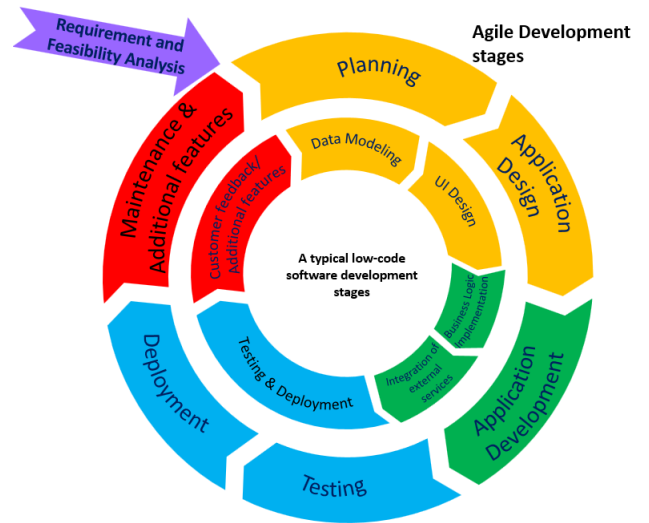 Requirement and
Feasibility Analysis
Agile Development
stages
Planning
Application
Design
Application
Development
Testing
Deployment
Maintenance &
Additional features
Data Modeling
UI Design
Business Logic
Implementation
Integration of
external
services
Testing & Deployment
Customer feedback/
Additional features
A typical low-code
software development
stages